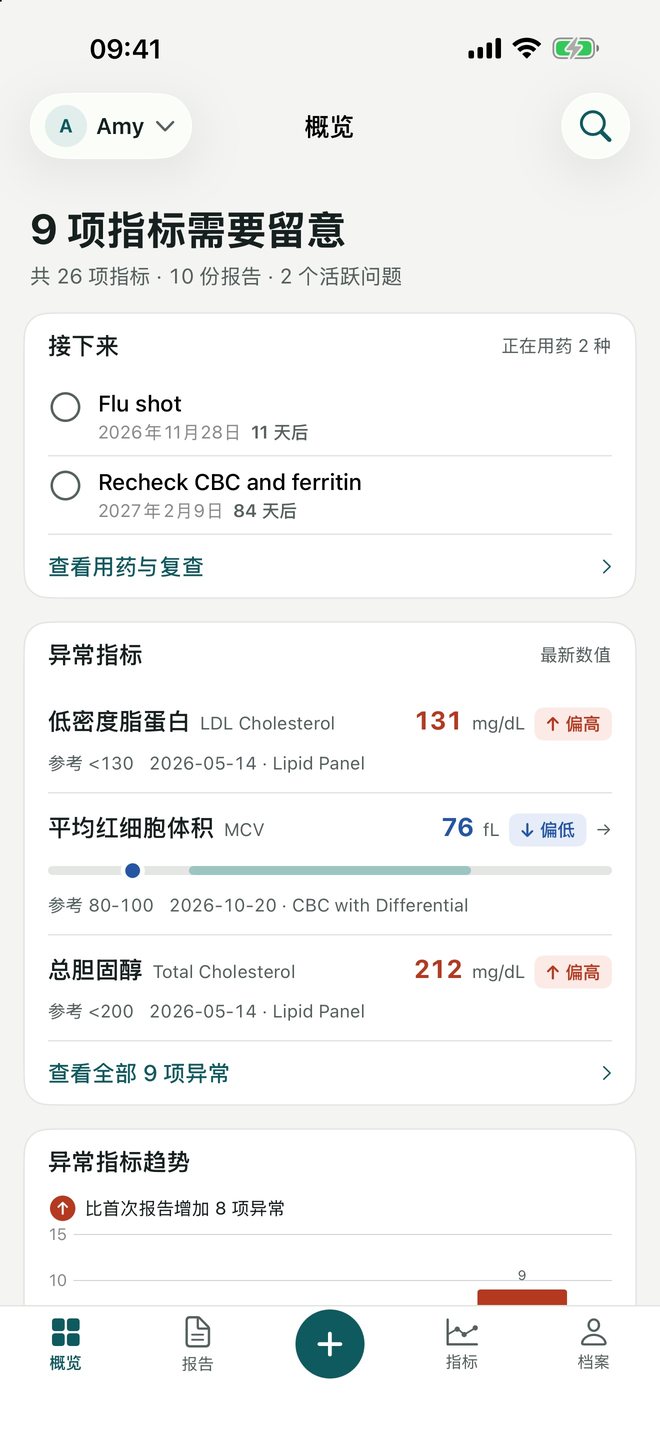 09:41
A Amy
概览
9 项指标需要留意
共 26 项指标 · 10 份报告 · 2 个活跃问题
接下来 正在用药 2 种
Flu shot
2026年11月28日 11 天后
Recheck CBC and ferritin
2027年2月9日 84 天后
查看用药与复查
异常指标 最新数值
低密度脂蛋白 LDL Cholesterol 131 mg/dL ↑ 偏高
参考 <130 2026-05-14 · Lipid Panel
平均红细胞体积 MCV 76 fL ↓ 偏低 →
参考 80-100 2026-10-20 · CBC with Differential
总胆固醇 Total Cholesterol 212 mg/dL ↑ 偏高
参考 <200 2026-05-14 · Lipid Panel
查看全部 9 项异常
异常指标趋势
↑ 比首次报告增加 8 项异常
15
10
9
概览 报告 + 指标 档案